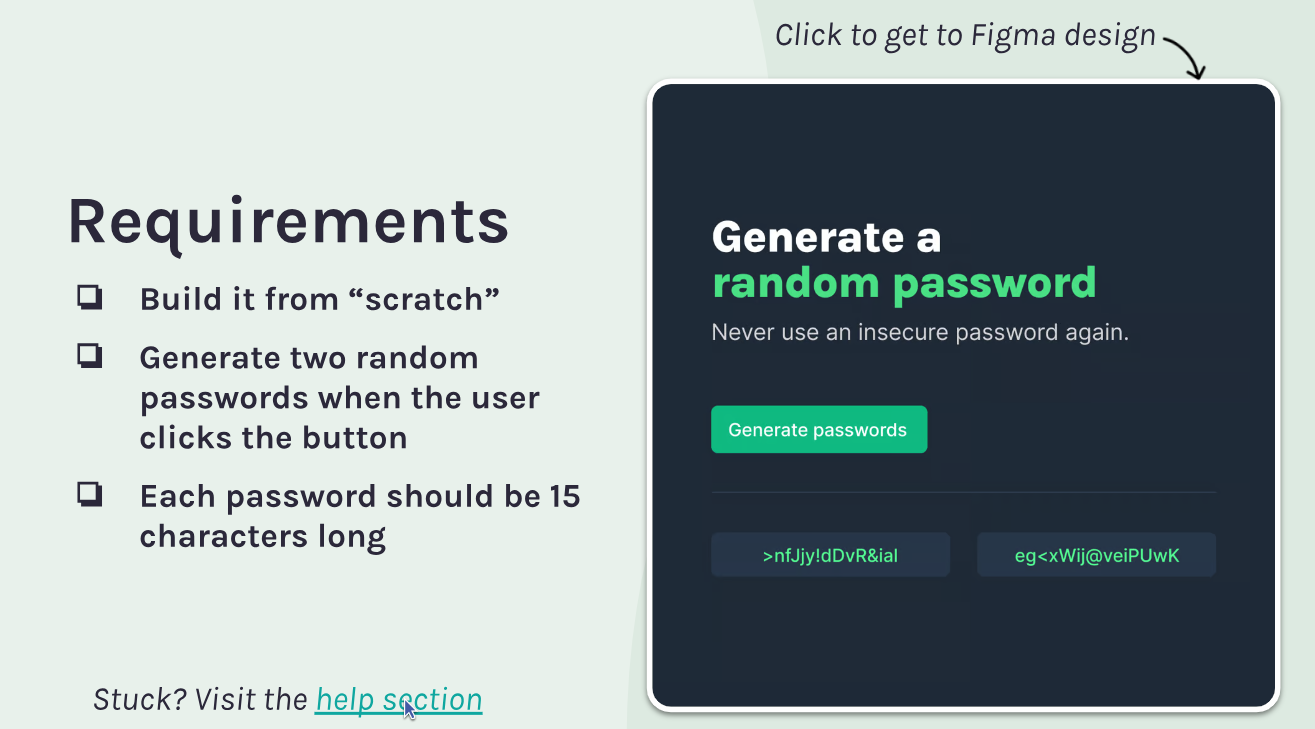 Click to get to Figma design
Requirements
Build it from “scratch”
Generate two random
passwords when the user
clicks the button
Each password should be 15
characters long
Stuck? Visit the help section
Generate a
random password
Never use an insecure password again.
Generate passwords
>nfJjy!dDvR&ial
eg<xWij@veiPUwK